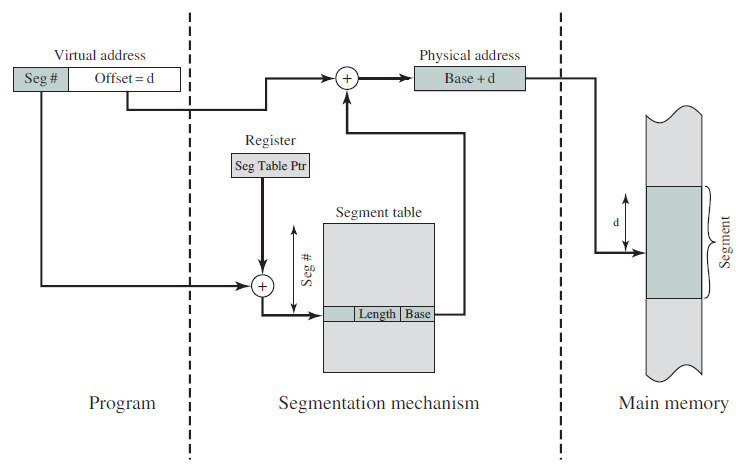 Virtual address
Seg #
Offset = d
+
Physical address
Base + d
Register
Seg Table Ptr
Segment table
Seg #
+
Length
Base
d
Segment
Program
Segmentation mechanism
Main memory